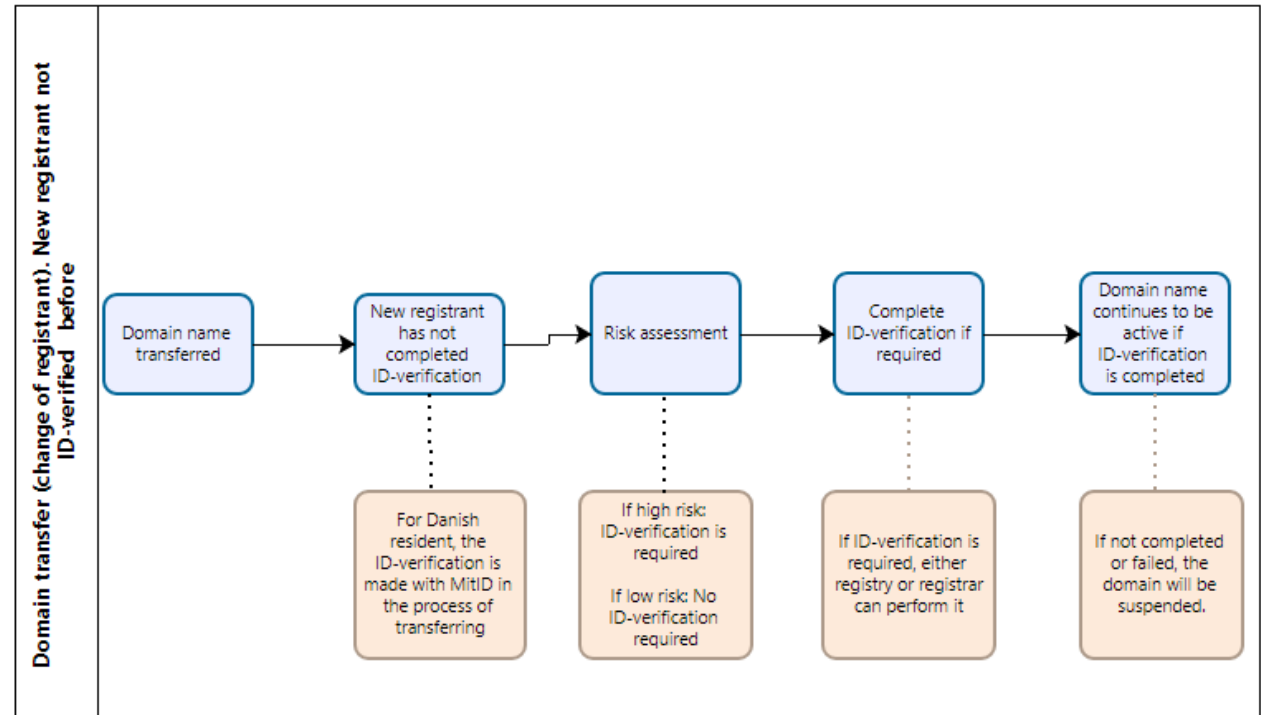 Domain transfer (change of registrant). New registrant not
ID-verified before
Domain name
transferred
New registrant
has not
completed
ID-verification
Risk assessment
Complete
ID-verification if
required
Domain name
continues to be
active if
ID-verification
is completed
For Danish
resident, the
ID-verification is
made with MitID in
the process of
transferring
If high risk:
ID-verification is
required
If low risk: No
ID-verification
required
If ID-verification is
required, either
registry or registrar
can perform it
If not completed
or failed, the
domain will be
suspended.